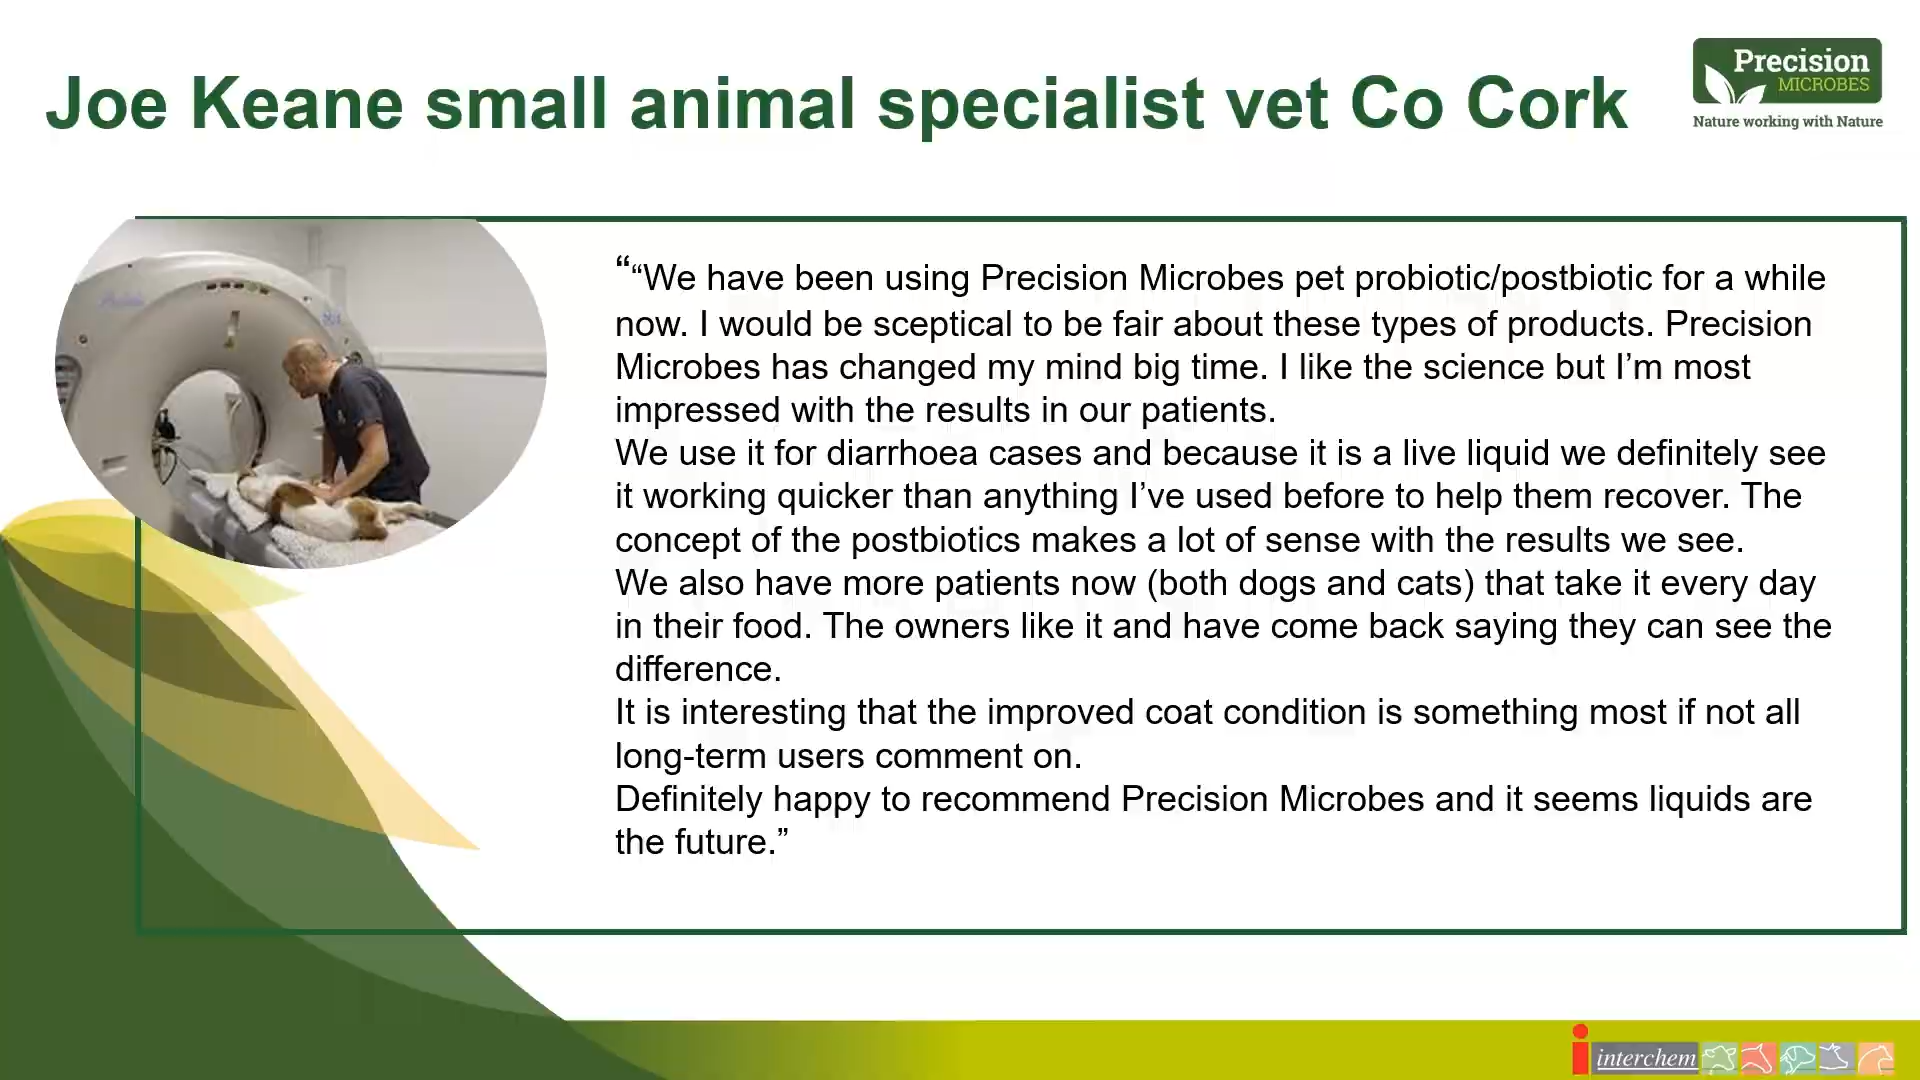 Joe Keane small animal specialist vet Co Cork
Precision
MICROBES
Nature working with Nature
““We have been using Precision Microbes pet probiotic/postbiotic for a while
now. I would be sceptical to be fair about these types of products. Precision
Microbes has changed my mind big time. I like the science but I’m most
impressed with the results in our patients.
We use it for diarrhoea cases and because it is a live liquid we definitely see
it working quicker than anything I’ve used before to help them recover. The
concept of the postbiotics makes a lot of sense with the results we see.
We also have more patients now (both dogs and cats) that take it every day
in their food. The owners like it and have come back saying they can see the
difference.
It is interesting that the improved coat condition is something most if not all
long-term users comment on.
Definitely happy to recommend Precision Microbes and it seems liquids are
the future.”
interchem